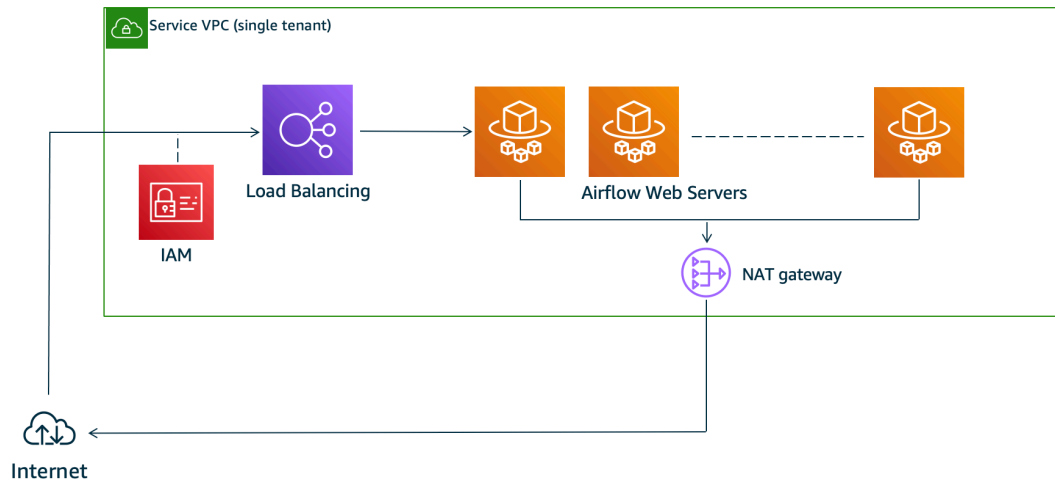 Service VPC (single tenant)
Load Balancing
Airflow Web Servers
IAM
NAT gateway
Internet